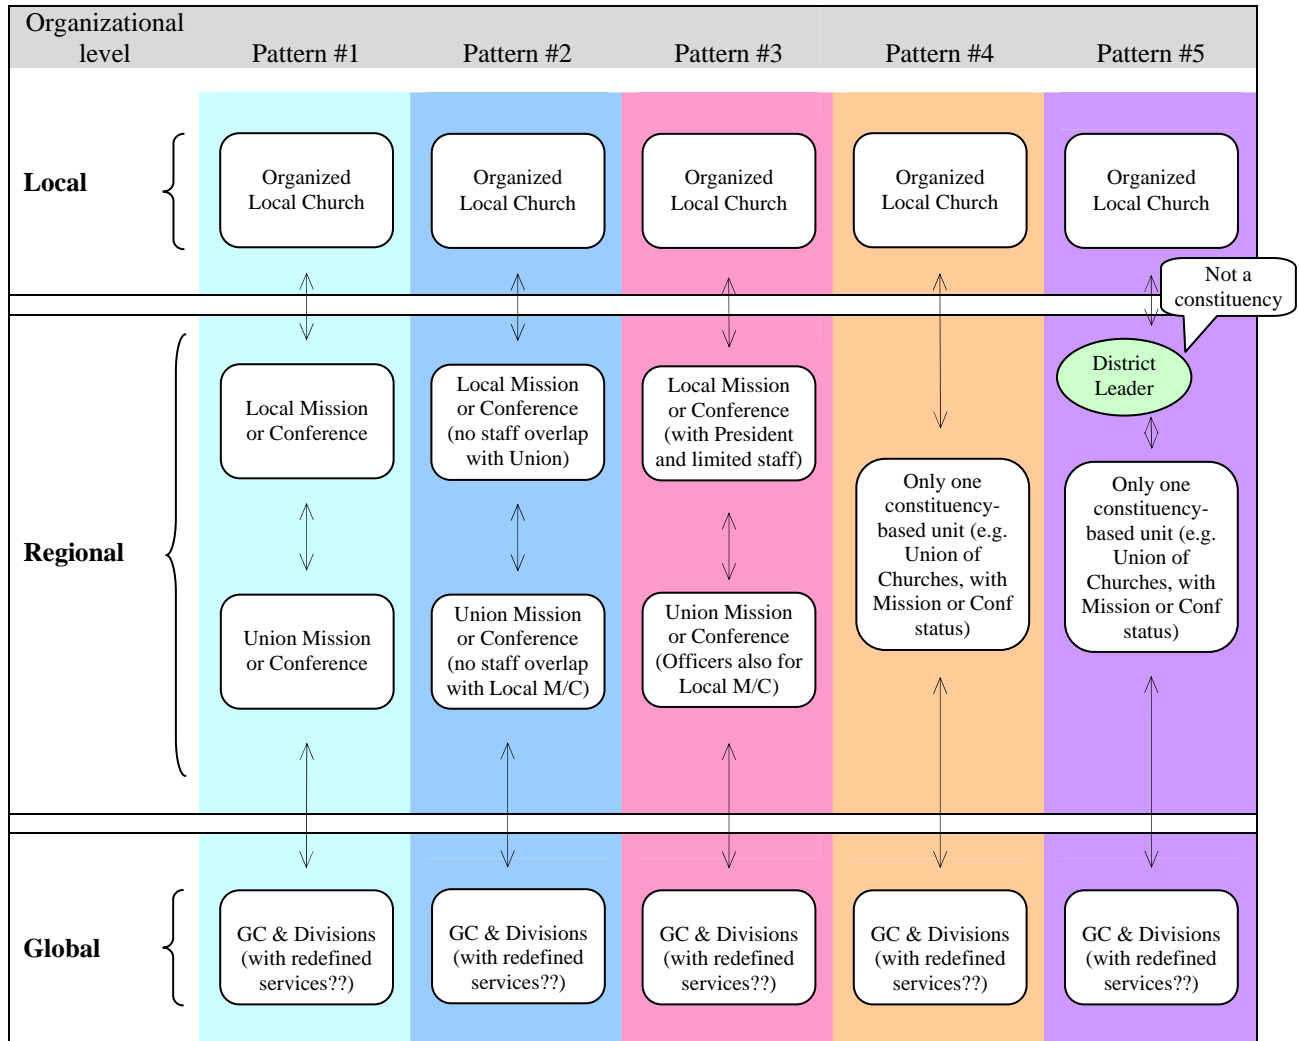 Organizational
level
Pattern #1
Pattern #2
Pattern #3
Pattern #4
Pattern #5
Local
Organized
Local Church
Organized
Local Church
Organized
Local Church
Organized
Local Church
Organized
Local Church
Not a
constituency
Regional
Local Mission
or Conference
Local Mission
or Conference
(no staff overlap
with Union)
Local Mission
or Conference
(with President
and limited staff)
District
Leader
Union Mission
or Conference
Union Mission
or Conference
(no staff overlap
with Local M/C)
Union Mission
or Conference
(Officers also for
Local M/C)
Only one
constituency-
based unit (e.g.
Union of
Churches, with
Mission or Conf
status)
Only one
constituency-
based unit (e.g.
Union of
Churches, with
Mission or Conf
status)
Global
GC & Divisions
(with redefined
services??)
GC & Divisions
(with redefined
services??)
GC & Divisions
(with redefined
services??)
GC & Divisions
(with redefined
services??)
GC & Divisions
(with redefined
services??)